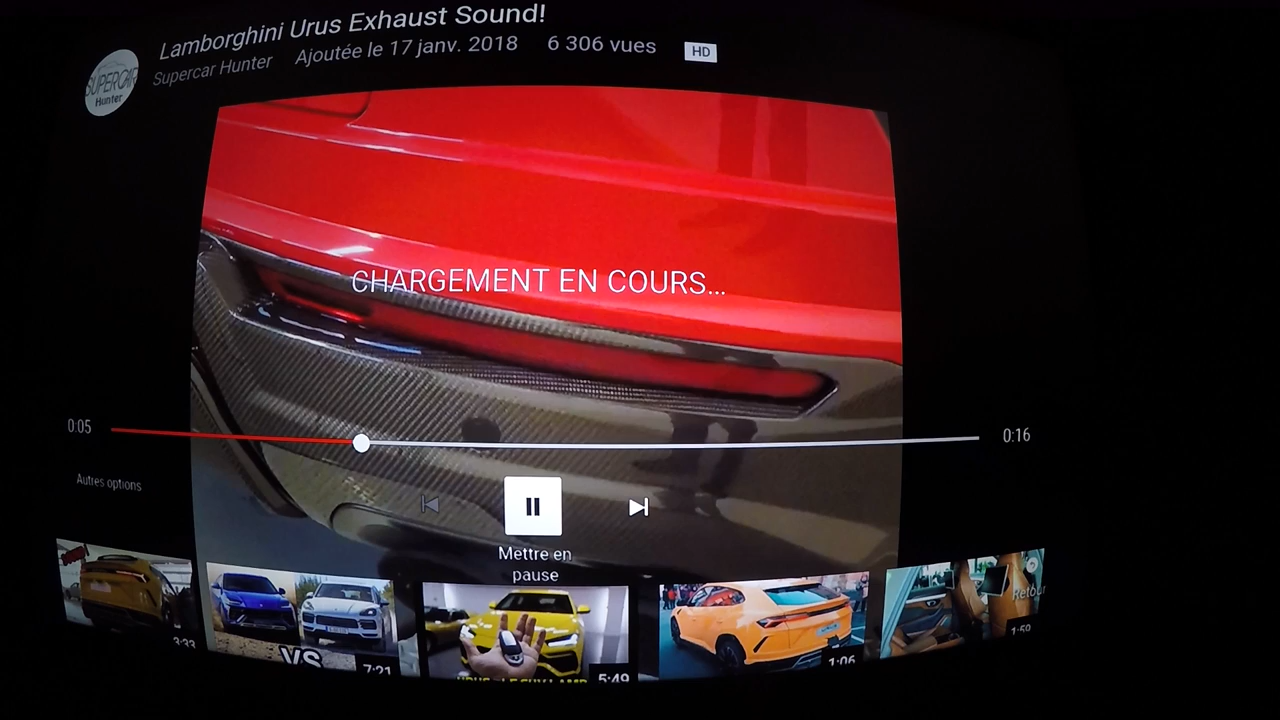 Lamborghini Urus Exhaust Sound!
SUPERCAR
Hunter
Supercar Hunter Ajoutée le 17 janv. 2018 6 306 vues HD
CHARGEMENT EN COURS...
0:05
0:16
Autres options
Mettre en
pause
Retour
3:33
VS
7:21
5:49
1:06
1:59